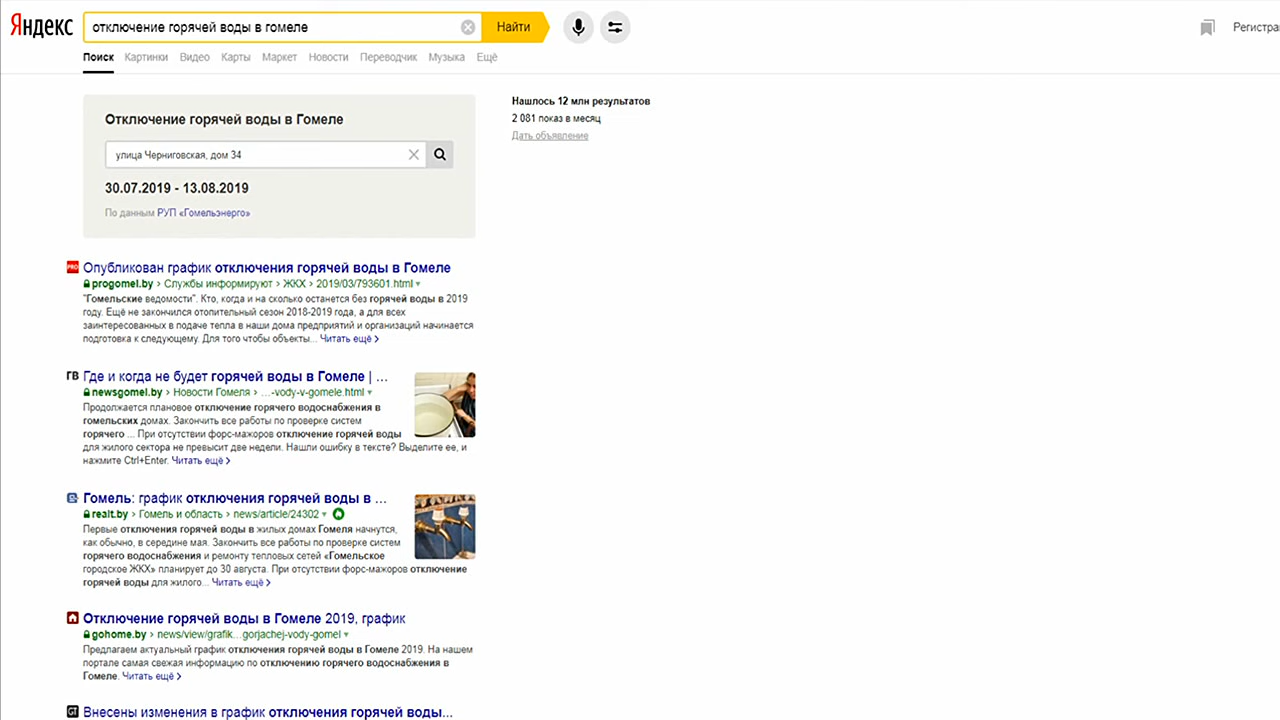 Яндекс
отключение горячей воды в гомеле
Найти
Регистра
Поиск Картинки Видео Карты Маркет Новости Переводчик Музыка Ещё
Отключение горячей воды в Гомеле
улица Черниговская, дом 34
30.07.2019 - 13.08.2019
По данным РУП «Гомельэнерго»
Нашлось 12 млн результатов
2 081 показ в месяц
Дать объявление
PRO Опубликован график отключения горячей воды в Гомеле
progomel.by › Службы информируют › ЖКХ › 2019/03/793601.html
"Гомельские ведомости". Кто, когда и на сколько останется без горячей воды в 2019
году. Ещё не закончился отопительный сезон 2018-2019 года, а для всех
заинтересованных в подаче тепла в наши дома предприятий и организаций начинается
подготовка к следующему. Для того чтобы объекты... Читать ещё ›
ГВ Где и когда не будет горячей воды в Гомеле | ...
newsgomel.by › Новости Гомеля › ...-vody-v-gomele.html
Продолжается плановое отключение горячего водоснабжения в
гомельских домах. Закончить все работы по проверке систем
горячего ... При отсутствии форс-мажоров отключение горячей воды
для жилого сектора не превысит две недели. Нашли ошибку в тексте? Выделите ее, и
нажмите Ctrl+Enter. Читать ещё ›
Гомель: график отключения горячей воды в ...
realt.by › Гомель и область › news/article/24302
Первые отключения горячей воды в жилых домах Гомеля начнутся,
как обычно, в середине мая. Закончить все работы по проверке систем
горячего водоснабжения и ремонту тепловых сетей «Гомельское
городское ЖКХ» планирует до 30 августа. При отсутствии форс-мажоров отключение
горячей воды для жилого... Читать ещё ›
Отключение горячей воды в Гомеле 2019, график
gohome.by › news/view/grafik...gorjachej-vody-gomel
Предлагаем актуальный график отключения горячей воды в Гомеле 2019. На нашем
портале самая свежая информация по отключению горячего водоснабжения в
Гомеле. Читать ещё ›
GT Внесены изменения в график отключения горячей воды...